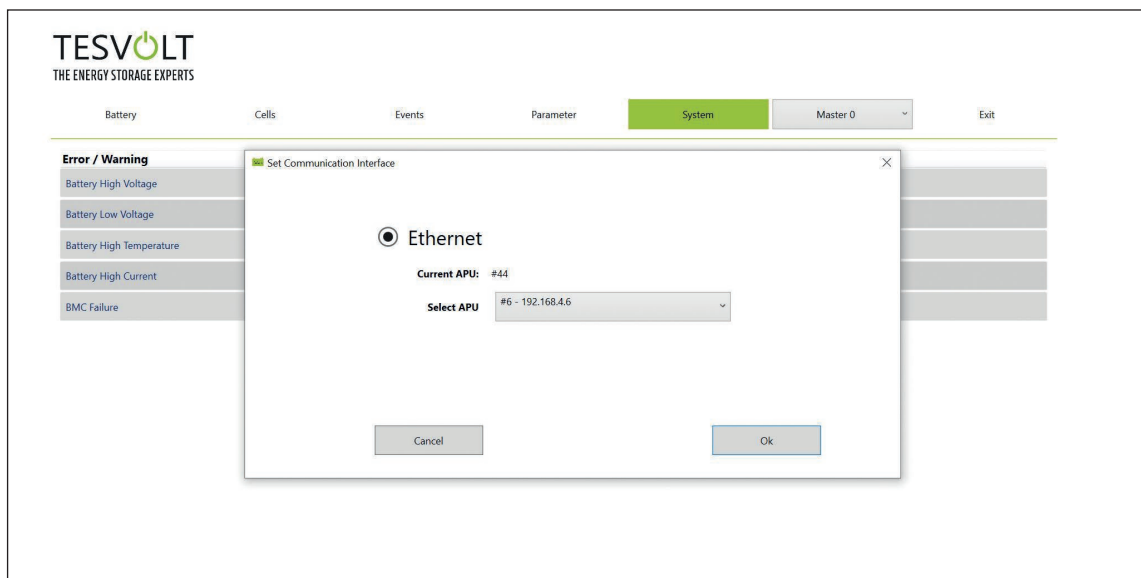 TESVOLT
THE ENERGY STORAGE EXPERTS
Battery Cells Events Parameter System Master 0 Exit
Error / Warning
Set Communication Interface
Battery High Voltage
Battery Low Voltage
Battery High Temperature
Battery High Current
BMC Failure
Ethernet
Current APU: #44
Select APU #6 - 192.168.4.6
Cancel Ok